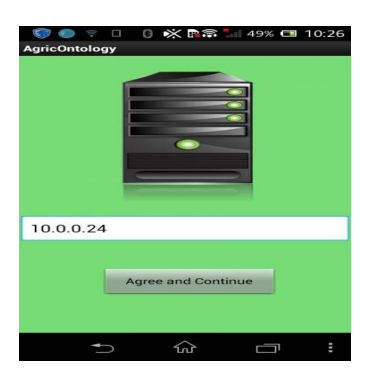 49% 10:26
AgricOntology
10.0.0.24
Agree and Continue